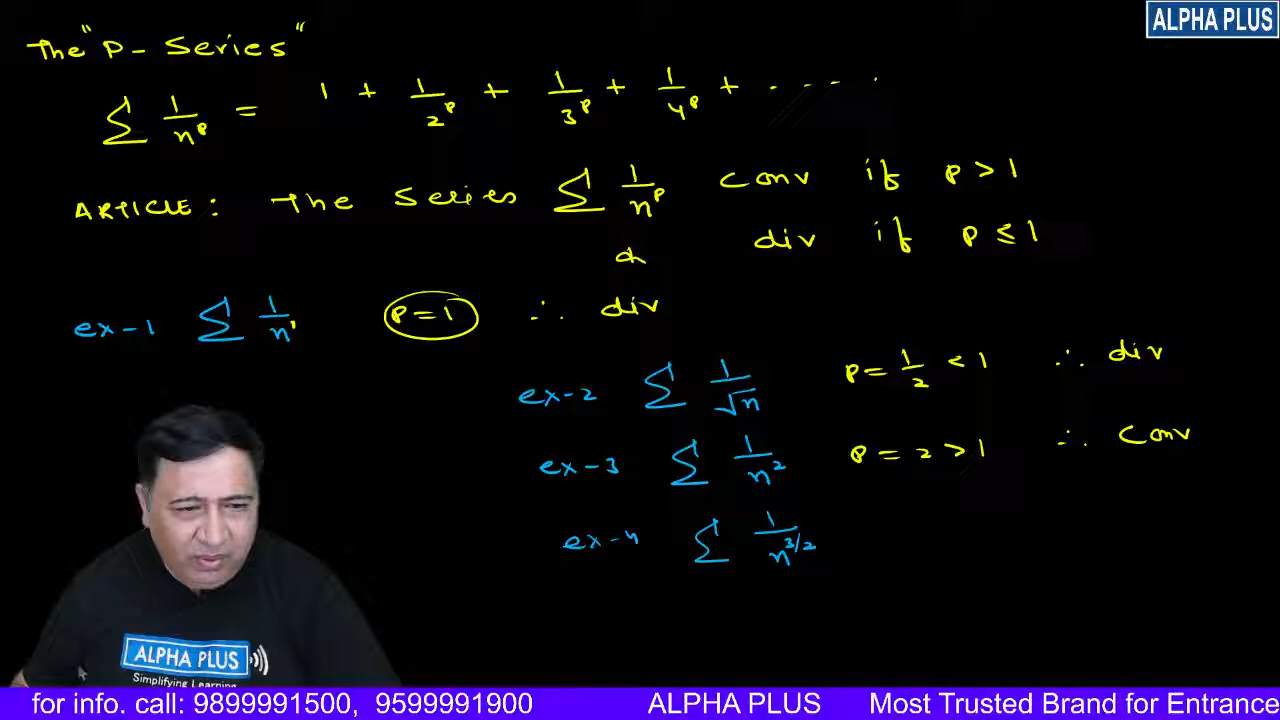 ALPHA PLUS
The "P - Series"
∑ 1/n^p = 1 + 1/2^p + 1/3^p + 1/4^p + . - - - .
ARTICLE: The Series ∑ 1/n^p conv if p > 1
& div if p ≤ 1
ex-1 ∑ 1/n^1 p = 1 ∴ div
ex-2 ∑ 1/√n p = 1/2 < 1 ∴ div
ex-3 ∑ 1/n^2 p = 2 > 1 ∴ Conv
ex-4 ∑ 1/n^3/2
ALPHA PLUS
Simplifying Learning
for info. call: 9899991500, 9599991900 ALPHA PLUS Most Trusted Brand for Entrance